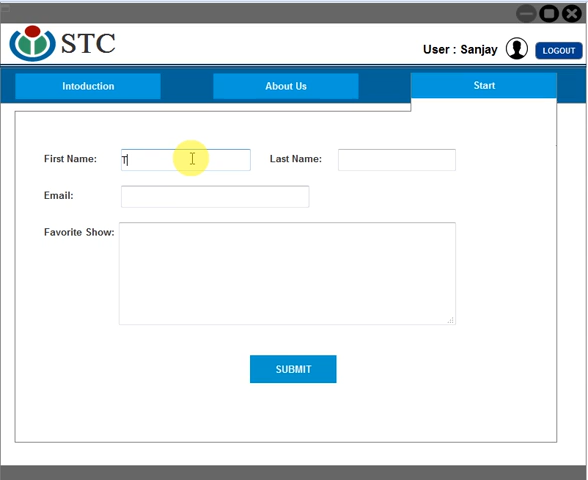 STC
User : Sanjay
LOGOUT
Intoduction
About Us
Start
First Name:
T
Last Name:
Email:
Favorite Show:
SUBMIT